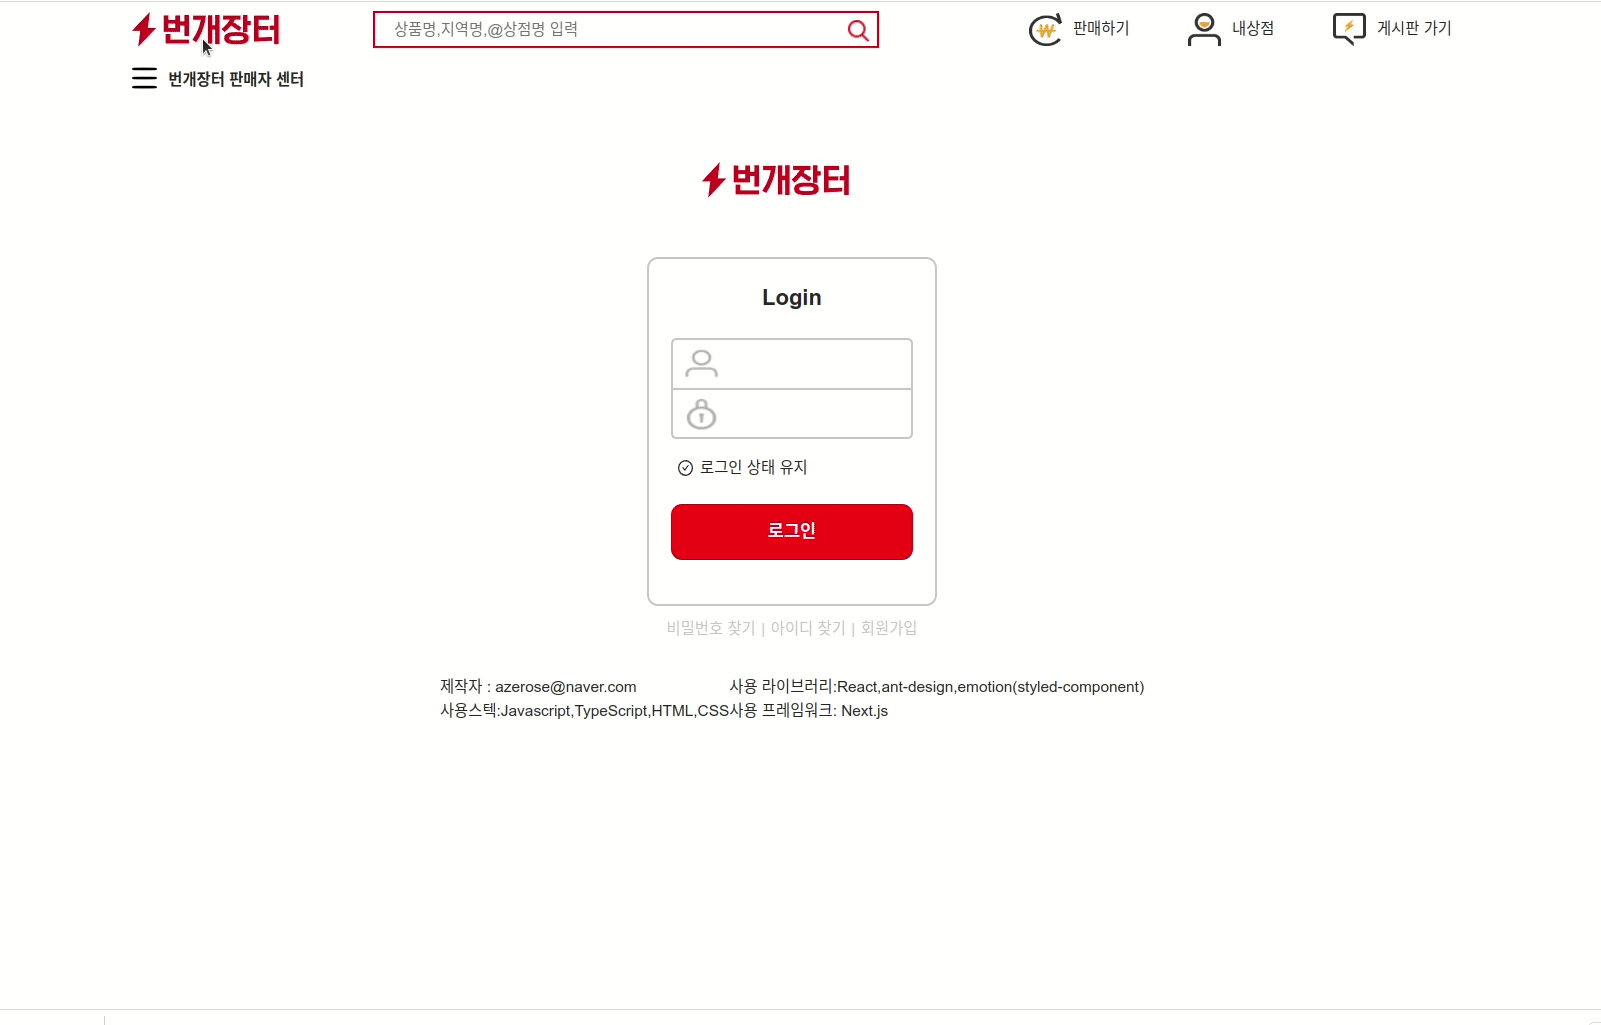 번개장터
상품명,지역명,@상점명 입력
판매하기
내상점
게시판 가기
번개장터 판매자 센터
번개장터
Login
로그인 상태 유지
로그인
비밀번호 찾기 | 아이디 찾기 | 회원가입
제작자 : azerose@naver.com
사용 라이브러리:React,ant-design,emotion(styled-component)
사용스텍:Javascript,TypeScript,HTML,CSS
사용 프레임워크: Next.js